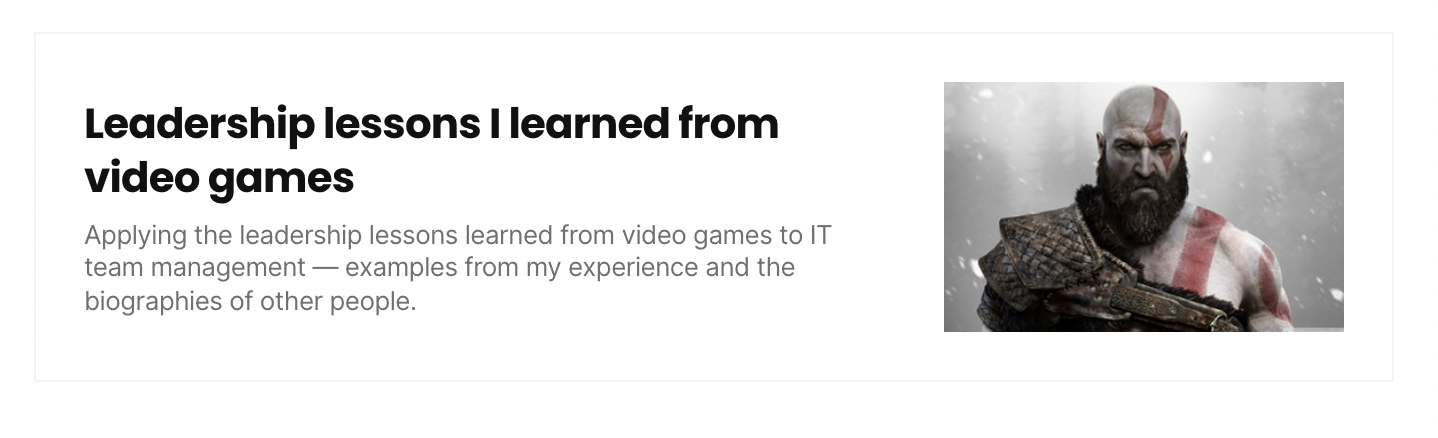 Leadership lessons I learned from
video games
Applying the leadership lessons learned from video games to IT
team management — examples from my experience and the
biographies of other people.